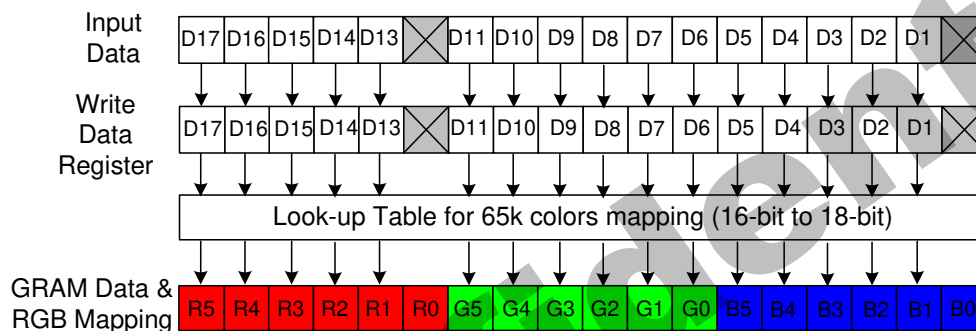 Input
Data
D17 D16 D15 D14 D13 D11 D10 D9 D8 D7 D6 D5 D4 D3 D2 D1
Write
Data
Register
D17 D16 D15 D14 D13 D11 D10 D9 D8 D7 D6 D5 D4 D3 D2 D1
Look-up Table for 65k colors mapping (16-bit to 18-bit)
GRAM Data &
RGB Mapping
R5 R4 R3 R2 R1 R0 G5 G4 G3 G2 G1 G0 B5 B4 B3 B2 B1 B0